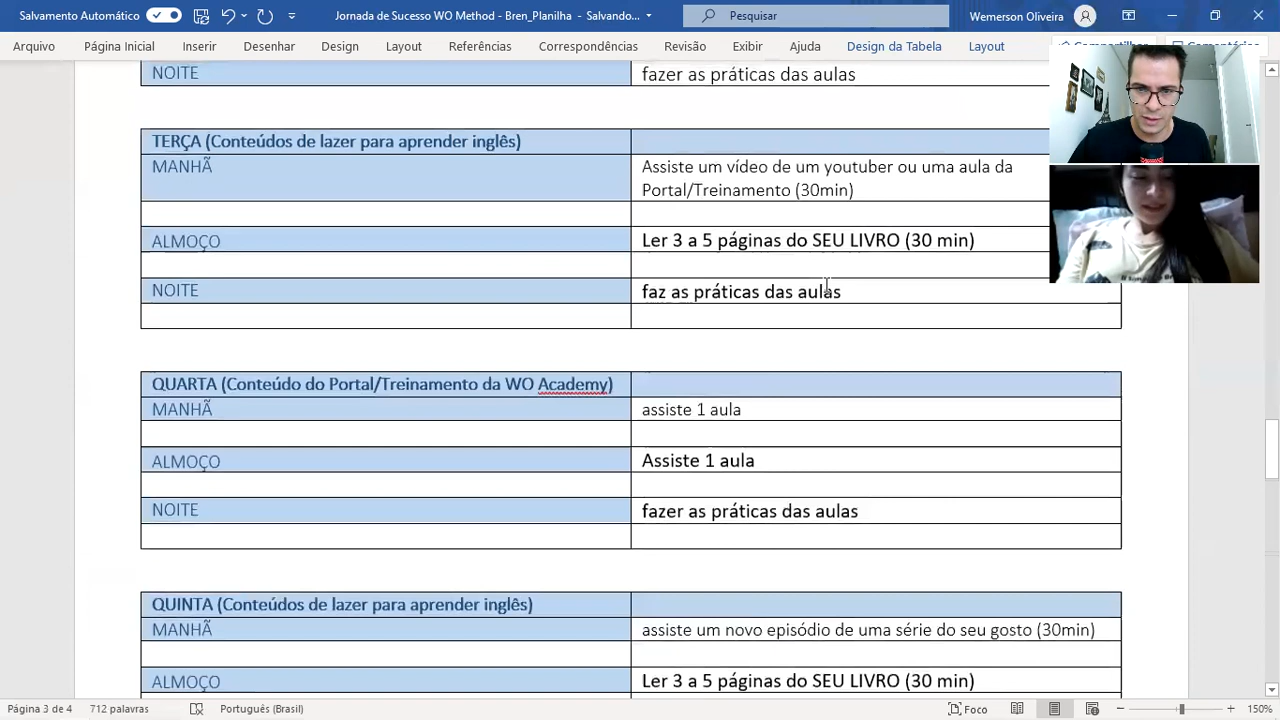 Salvamento Automático
Jornada de Sucesso WO Method - Bren_Planilha - Salvando...
Pesquisar
Wemerson Oliveira
Arquivo Página Inicial Inserir Desenhar Design Layout Referências Correspondências Revisão Exibir Ajuda Design da Tabela Layout
NOITE fazer as práticas das aulas
TERÇA (Conteúdos de lazer para aprender inglês)
MANHÃ Assiste um vídeo de um youtuber ou uma aula da
Portal/Treinamento (30min)
ALMOÇO Ler 3 a 5 páginas do SEU LIVRO (30 min)
NOITE faz as práticas das aulas
QUARTA (Conteúdo do Portal/Treinamento da WO Academy)
MANHÃ assiste 1 aula
ALMOÇO Assiste 1 aula
NOITE fazer as práticas das aulas
QUINTA (Conteúdos de lazer para aprender inglês)
MANHÃ assiste um novo episódio de uma série do seu gosto (30min)
ALMOÇO Ler 3 a 5 páginas do SEU LIVRO (30 min)
Página 3 de 4 712 palavras Português (Brasil) Foco 150%